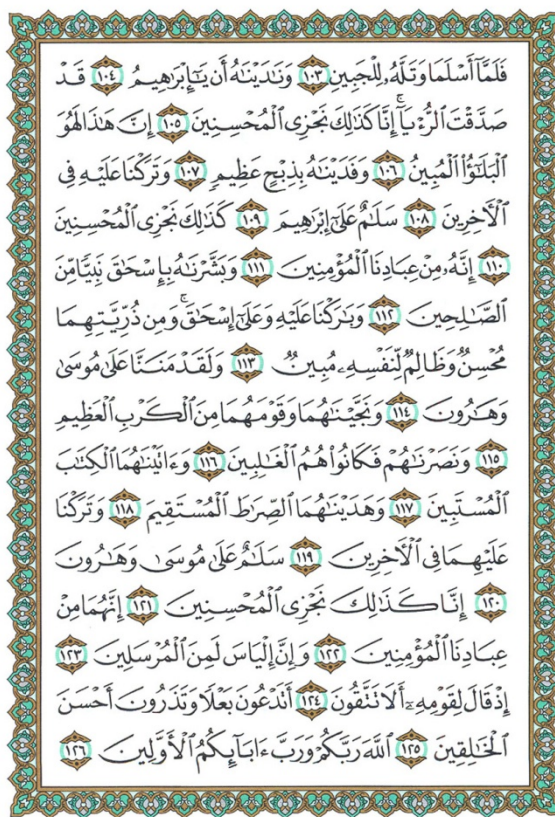 فَلَمَّآ أَسۡلَمَا وَتَلَّهُۥ لِلۡجَبِينِ ١٠٣ وَنَٰدَيۡنَٰهُ أَن يَٰٓإِبۡرَٰهِيمُ ١٠٤ قَدۡ
صَدَّقۡتَ ٱلرُّءۡيَآۚ إِنَّا كَذَٰلِكَ نَجۡزِى ٱلۡمُحۡسِنِينَ ١٠٥ إِنَّ هَٰذَا لَهُوَ
ٱلۡبَلَٰٓؤُاْ ٱلۡمُبِينُ ١٠٦ وَفَدَيۡنَٰهُ بِذِبۡحٍ عَظِيمٖ ١٠٧ وَتَرَكۡنَا عَلَيۡهِ فِى
ٱلۡأٓخِرِينَ ١٠٨ سَلَٰمٌ عَلَىٰٓ إِبۡرَٰهِيمَ ١٠٩ كَذَٰلِكَ نَجۡزِى ٱلۡمُحۡسِنِينَ
١١٠ إِنَّهُۥ مِنۡ عِبَادِنَا ٱلۡمُؤۡمِنِينَ ١١١ وَبَشَّرۡنَٰهُ بِإِسۡحَٰقَ نَبِيّٗا مِّنَ
ٱلصَّٰلِحِينَ ١١٢ وَبَٰرَكۡنَا عَلَيۡهِ وَعَلَىٰٓ إِسۡحَٰقَۚ وَمِن ذُرِّيَّتِهِمَا
مُحۡسِنٞ وَظَالِمٞ لِّنَفۡسِهِۦ مُبِينٞ ١١٣ وَلَقَدۡ مَنَنَّا عَلَىٰ مُوسَىٰ
وَهَٰرُونَ ١١٤ وَنَجَّيۡنَٰهُمَا وَقَوۡمَهُمَا مِنَ ٱلۡكَرۡبِ ٱلۡعَظِيمِ
١١٥ وَنَصَرۡنَٰهُمۡ فَكَانُواْ هُمُ ٱلۡغَٰلِبِينَ ١١٦ وَءَاتَيۡنَٰهُمَا ٱلۡكِتَٰبَ
ٱلۡمُسۡتَبِينَ ١١٧ وَهَدَيۡنَٰهُمَا ٱلصِّرَٰطَ ٱلۡمُسۡتَقِيمَ ١١٨ وَتَرَكۡنَا
عَلَيۡهِمَا فِى ٱلۡأٓخِرِينَ ١١٩ سَلَٰمٌ عَلَىٰ مُوسَىٰ وَهَٰرُونَ
١٢٠ إِنَّا كَذَٰلِكَ نَجۡزِى ٱلۡمُحۡسِنِينَ ١٢١ إِنَّهُمَا مِنۡ
عِبَادِنَا ٱلۡمُؤۡمِنِينَ ١٢٢ وَإِنَّ إِلۡيَاسَ لَمِنَ ٱلۡمُرۡسَلِينَ ١٢٣
إِذۡ قَالَ لِقَوۡمِهِۦٓ أَلَا تَتَّقُونَ ١٢٤ أَتَدۡعُونَ بَعۡلٗا وَتَذَرُونَ أَحۡسَنَ
ٱلۡخَٰلِقِينَ ١٢٥ ٱللَّهَ رَبَّكُمۡ وَرَبَّ ءَابَآئِكُمُ ٱلۡأَوَّلِينَ ١٢٦